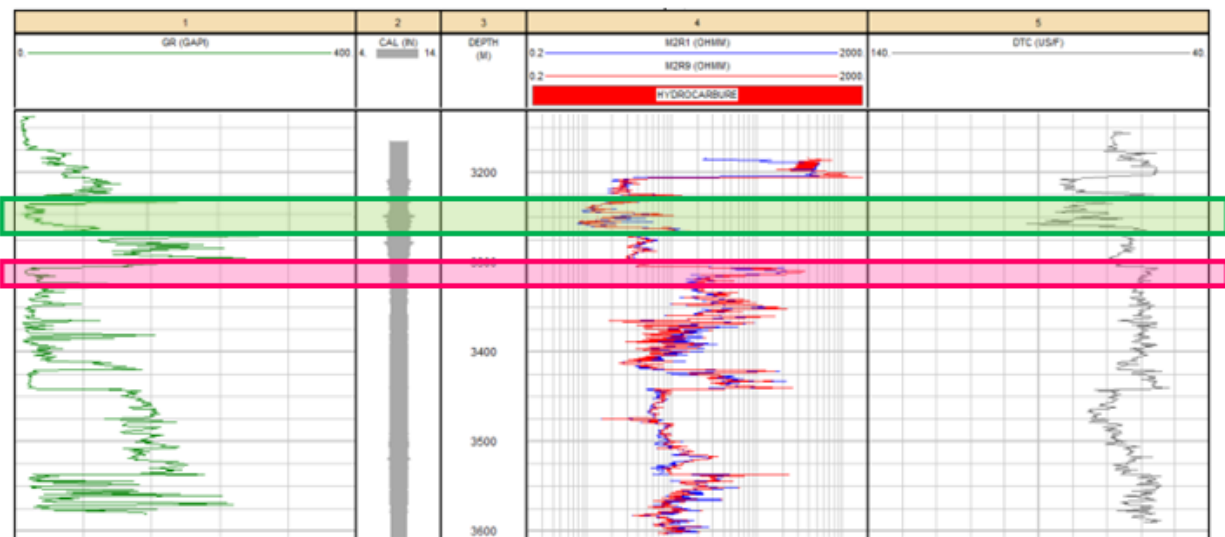 1 2 3 4 5
GR (GAPI) CAL (IN) DEPTH M2R1 (OHMM) DTC (US/F)
0. 400. 4. 14. (M) 0.2 2000. 140. 40.
M2R9 (OHMM)
0.2 2000.
HYDROCARBURE
3200
3400
3500
3600